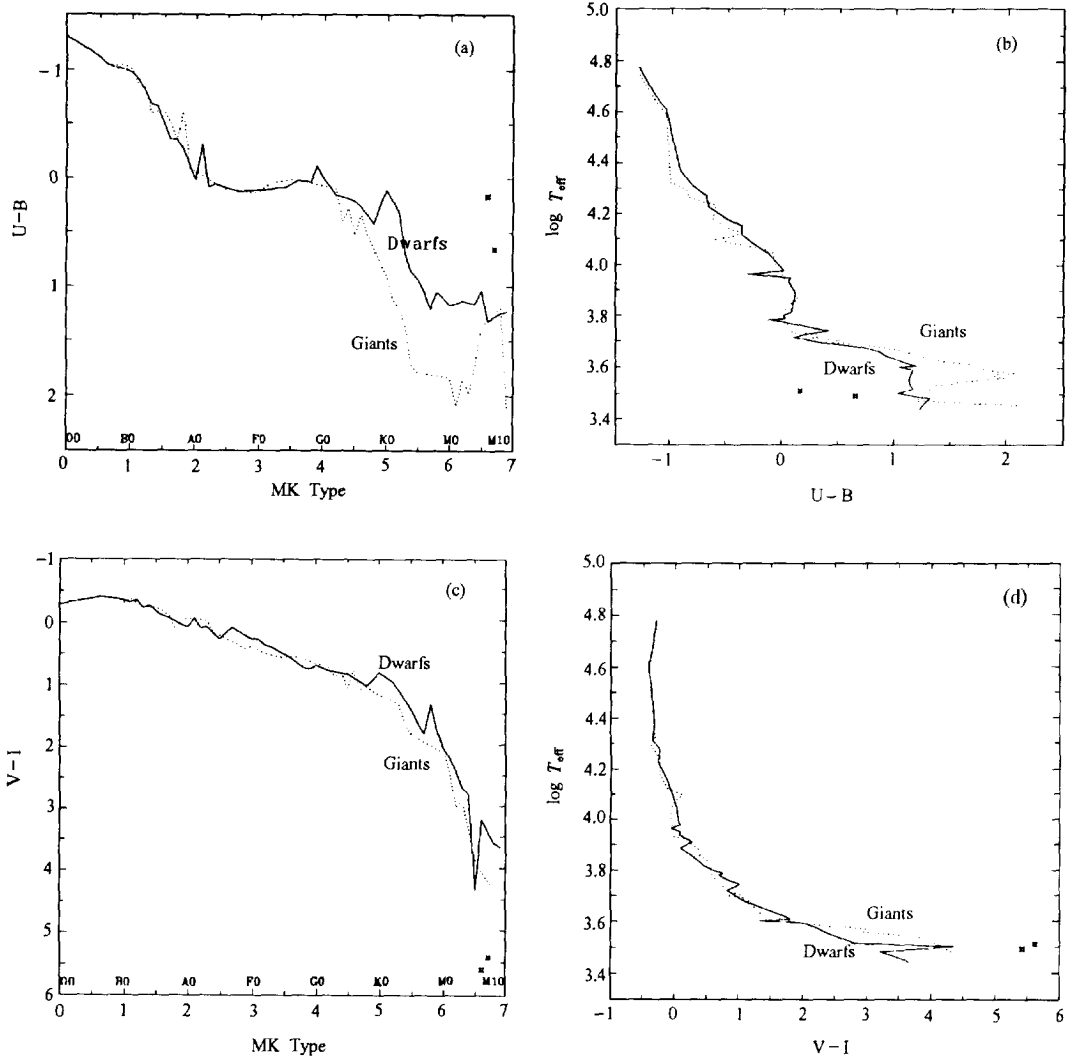 (a)
-1
0
1
2
U-B
Dwarfs
Giants
O0 B0 A0 F0 G0 K0 M0 M10
0 1 2 3 4 5 6 7
MK Type
(b)
5.0
4.8
4.6
4.4
4.2
4.0
3.8
3.6
3.4
log Teff
Giants
Dwarfs
-1 0 1 2
U-B
(c)
-1
0
1
2
3
4
5
6
V-I
Dwarfs
Giants
O0 B0 A0 F0 G0 K0 M0 M10
0 1 2 3 4 5 6 7
MK Type
(d)
5.0
4.8
4.6
4.4
4.2
4.0
3.8
3.6
3.4
log Teff
Giants
Dwarfs
-1 0 1 2 3 4 5 6
V-I